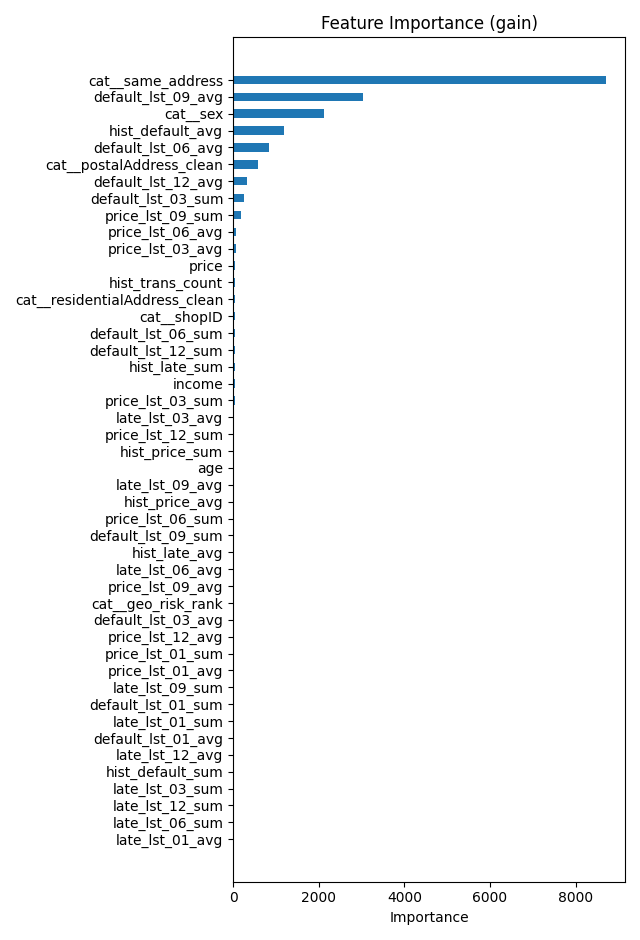 Feature Importance (gain)
cat__same_address
default_lst_09_avg
cat__sex
hist_default_avg
default_lst_06_avg
cat__postalAddress_clean
default_lst_12_avg
default_lst_03_sum
price_lst_09_sum
price_lst_06_avg
price_lst_03_avg
price
hist_trans_count
cat__residentialAddress_clean
cat__shopID
default_lst_06_sum
default_lst_12_sum
hist_late_sum
income
price_lst_03_sum
late_lst_03_avg
price_lst_12_sum
hist_price_sum
age
late_lst_09_avg
hist_price_avg
price_lst_06_sum
default_lst_09_sum
hist_late_avg
late_lst_06_avg
price_lst_09_avg
cat__geo_risk_rank
default_lst_03_avg
price_lst_12_avg
price_lst_01_sum
price_lst_01_avg
late_lst_09_sum
default_lst_01_sum
late_lst_01_sum
default_lst_01_avg
late_lst_12_avg
hist_default_sum
late_lst_03_sum
late_lst_12_sum
late_lst_06_sum
late_lst_01_avg
0 2000 4000 6000 8000
Importance